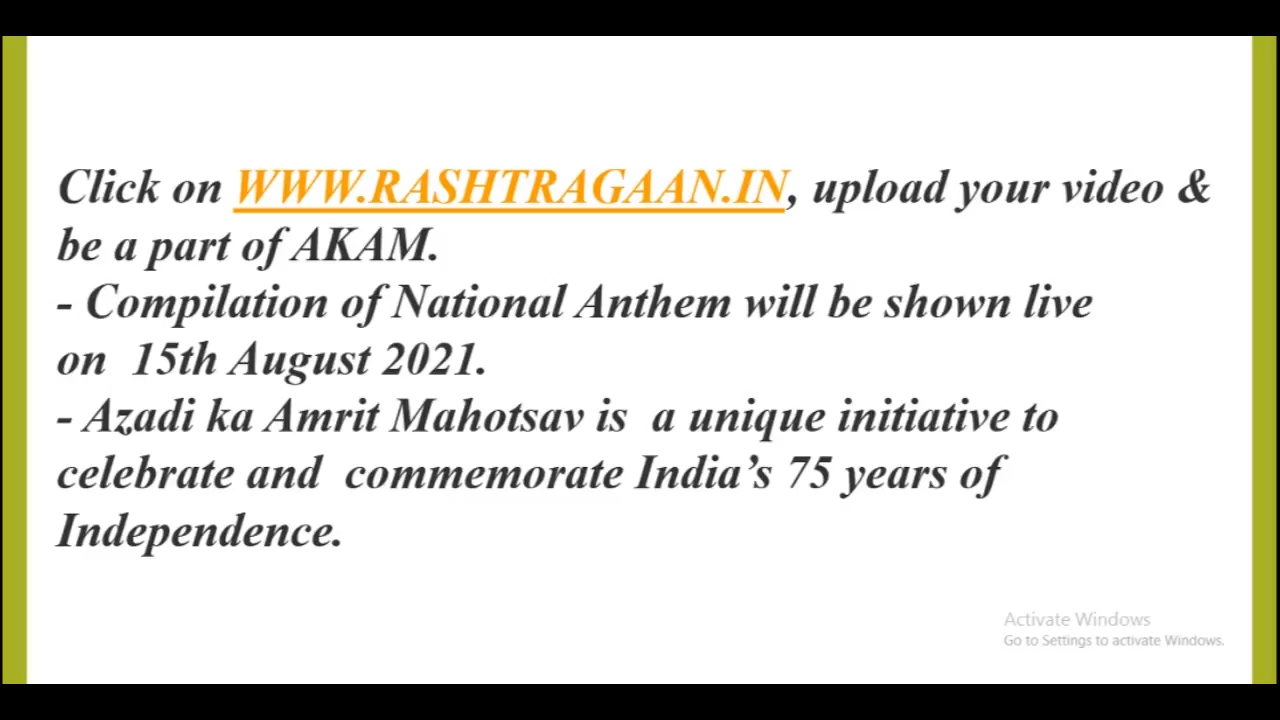 Click on WWW.RASHTRAGAAN.IN, upload your video &
be a part of AKAM.
- Compilation of National Anthem will be shown live
on  15th August 2021.
- Azadi ka Amrit Mahotsav is  a unique initiative to
celebrate and  commemorate India’s 75 years of
Independence.
Activate Windows
Go to Settings to activate Windows.